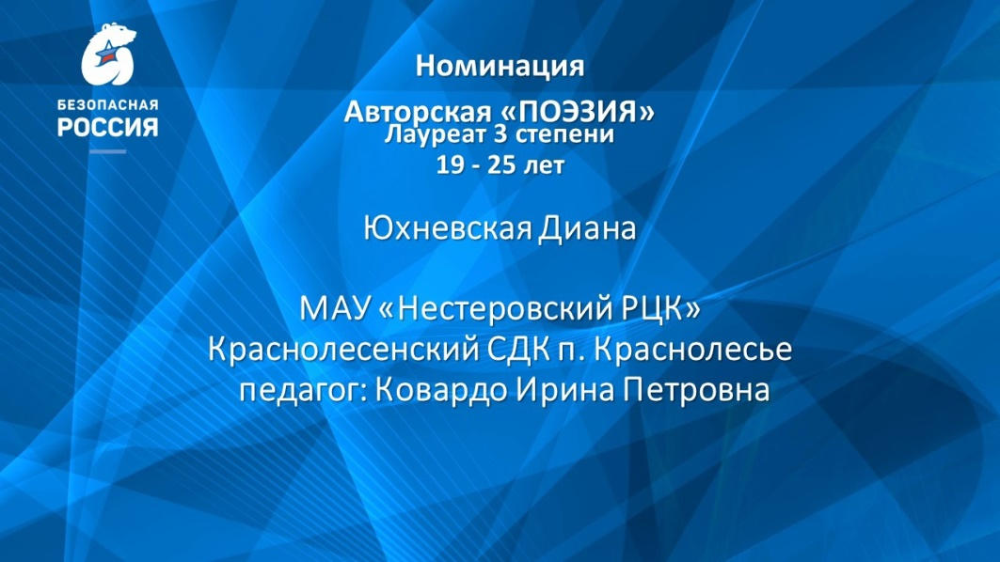 БЕЗОПАСНАЯ
РОССИЯ
Номинация
Авторская «ПОЭЗИЯ»
Лауреат 3 степени
19 - 25 лет
Юхневская Диана
МАУ «Нестеровский РЦК»
Краснолесенский СДК п. Краснолесье
педагог: Ковардо Ирина Петровна